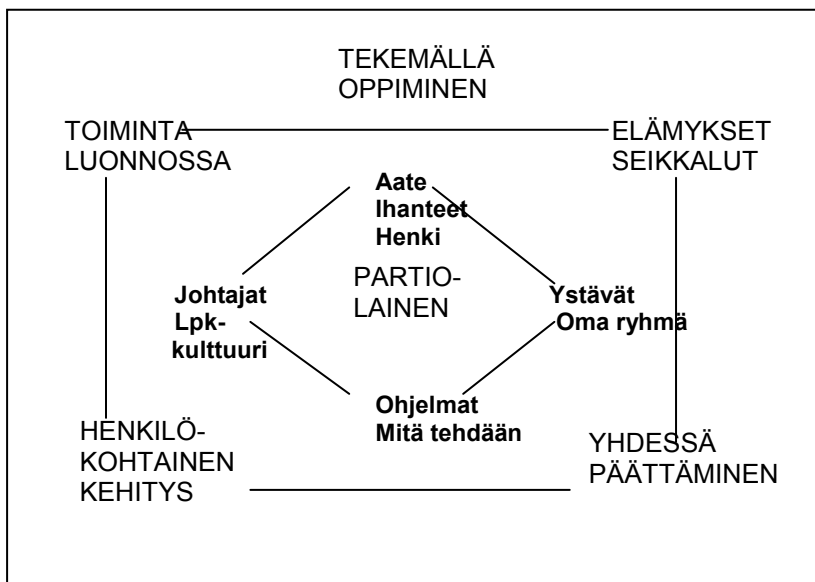 TEKEMÄLLÄ
OPPIMINEN
TOIMINTA
LUONNOSSA
ELÄMYKSET
SEIKKALUT
Aate
Ihanteet
Henki
PARTIO-
LAINEN
Johtajat
Lpk-
kulttuuri
Ystävät
Oma ryhmä
Ohjelmat
Mitä tehdään
HENKILÖ-
KOHTAINEN
KEHITYS
YHDESSÄ
PÄÄTTÄMINEN